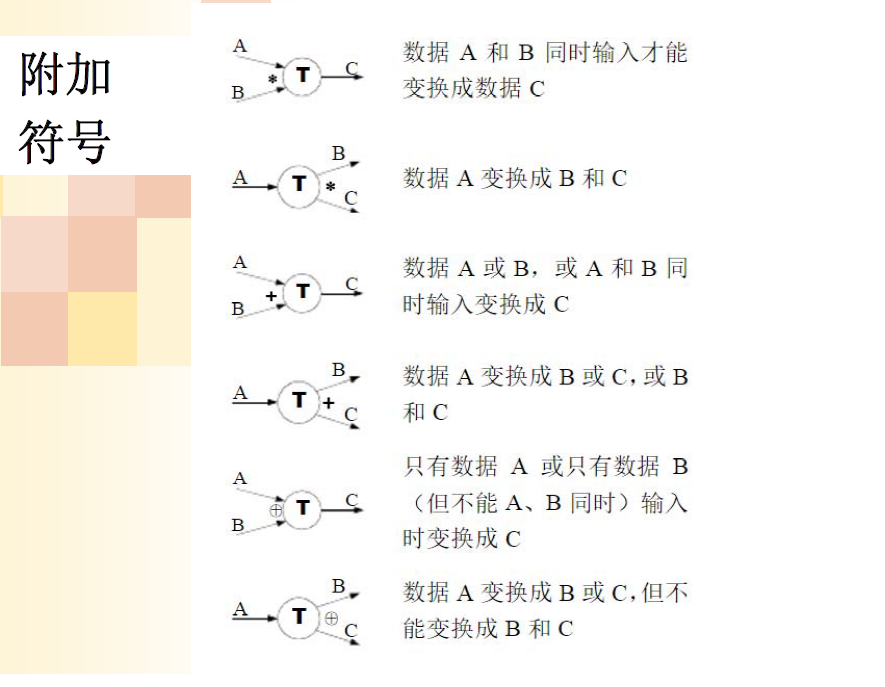 附加
符号
A
B
*
T
C
数据 A 和 B 同时输入才能
变换成数据 C
A
T
B
*
C
数据 A 变换成 B 和 C
A
B
+
T
C
数据 A 或 B，或 A 和 B 同
时输入变换成 C
A
T
B
+
C
数据 A 变换成 B 或 C，或 B
和 C
A
B
⊕
T
C
只有数据 A 或只有数据 B
（但不能 A、B 同时）输入
时变换成 C
A
T
B
⊕
C
数据 A 变换成 B 或 C，但不
能变换成 B 和 C